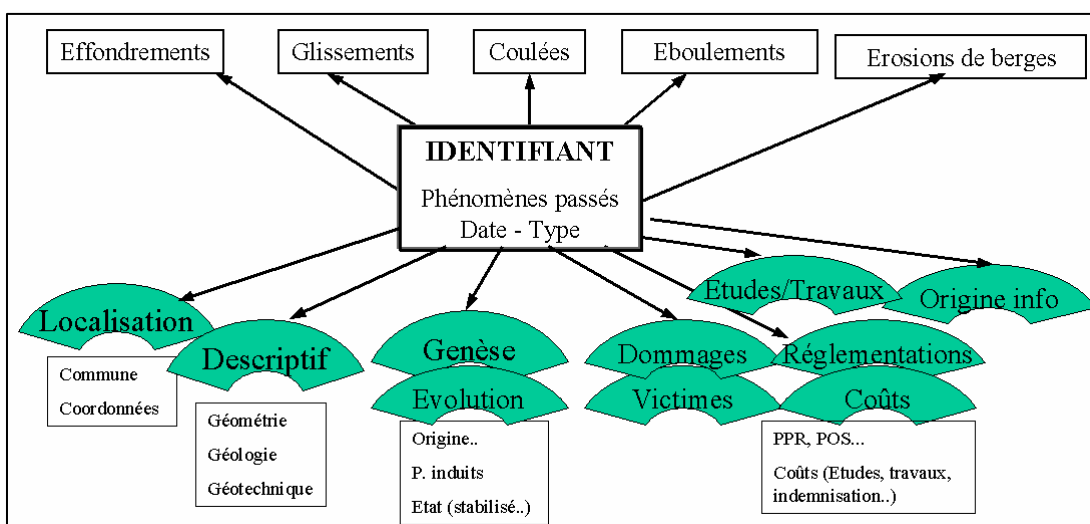 Effondrements
Glissements
Coulées
Eboulements
Erosions de berges
IDENTIFIANT
Phénomènes passés
Date - Type
Etudes/Travaux
Origine info
Localisation
Descriptif
Genèse
Dommages
Réglementations
Evolution
Victimes
Coûts
Commune
Coordonnées
Géométrie
Géologie
Géotechnique
Origine..
P. induits
Etat (stabilisé..)
PPR, POS...
Coûts (Etudes, travaux,
indemnisation..)